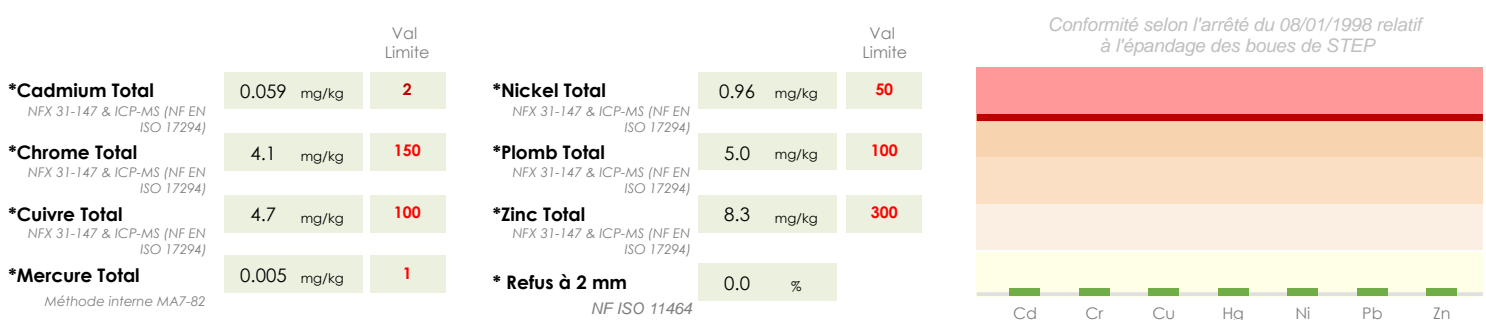 Val
Limite
*Cadmium Total 0.059 mg/kg 2
NFX 31-147 & ICP-MS (NF EN
ISO 17294)
*Chrome Total 4.1 mg/kg 150
NFX 31-147 & ICP-MS (NF EN
ISO 17294)
*Cuivre Total 4.7 mg/kg 100
NFX 31-147 & ICP-MS (NF EN
ISO 17294)
*Mercure Total 0.005 mg/kg 1
Méthode interne MA7-82
Val
Limite
*Nickel Total 0.96 mg/kg 50
NFX 31-147 & ICP-MS (NF EN
ISO 17294)
*Plomb Total 5.0 mg/kg 100
NFX 31-147 & ICP-MS (NF EN
ISO 17294)
*Zinc Total 8.3 mg/kg 300
NFX 31-147 & ICP-MS (NF EN
ISO 17294)
* Refus à 2 mm 0.0 %
NF ISO 11464
Conformité selon l'arrêté du 08/01/1998 relatif
à l'épandage des boues de STEP
Cd Cr Cu Hg Ni Pb Zn